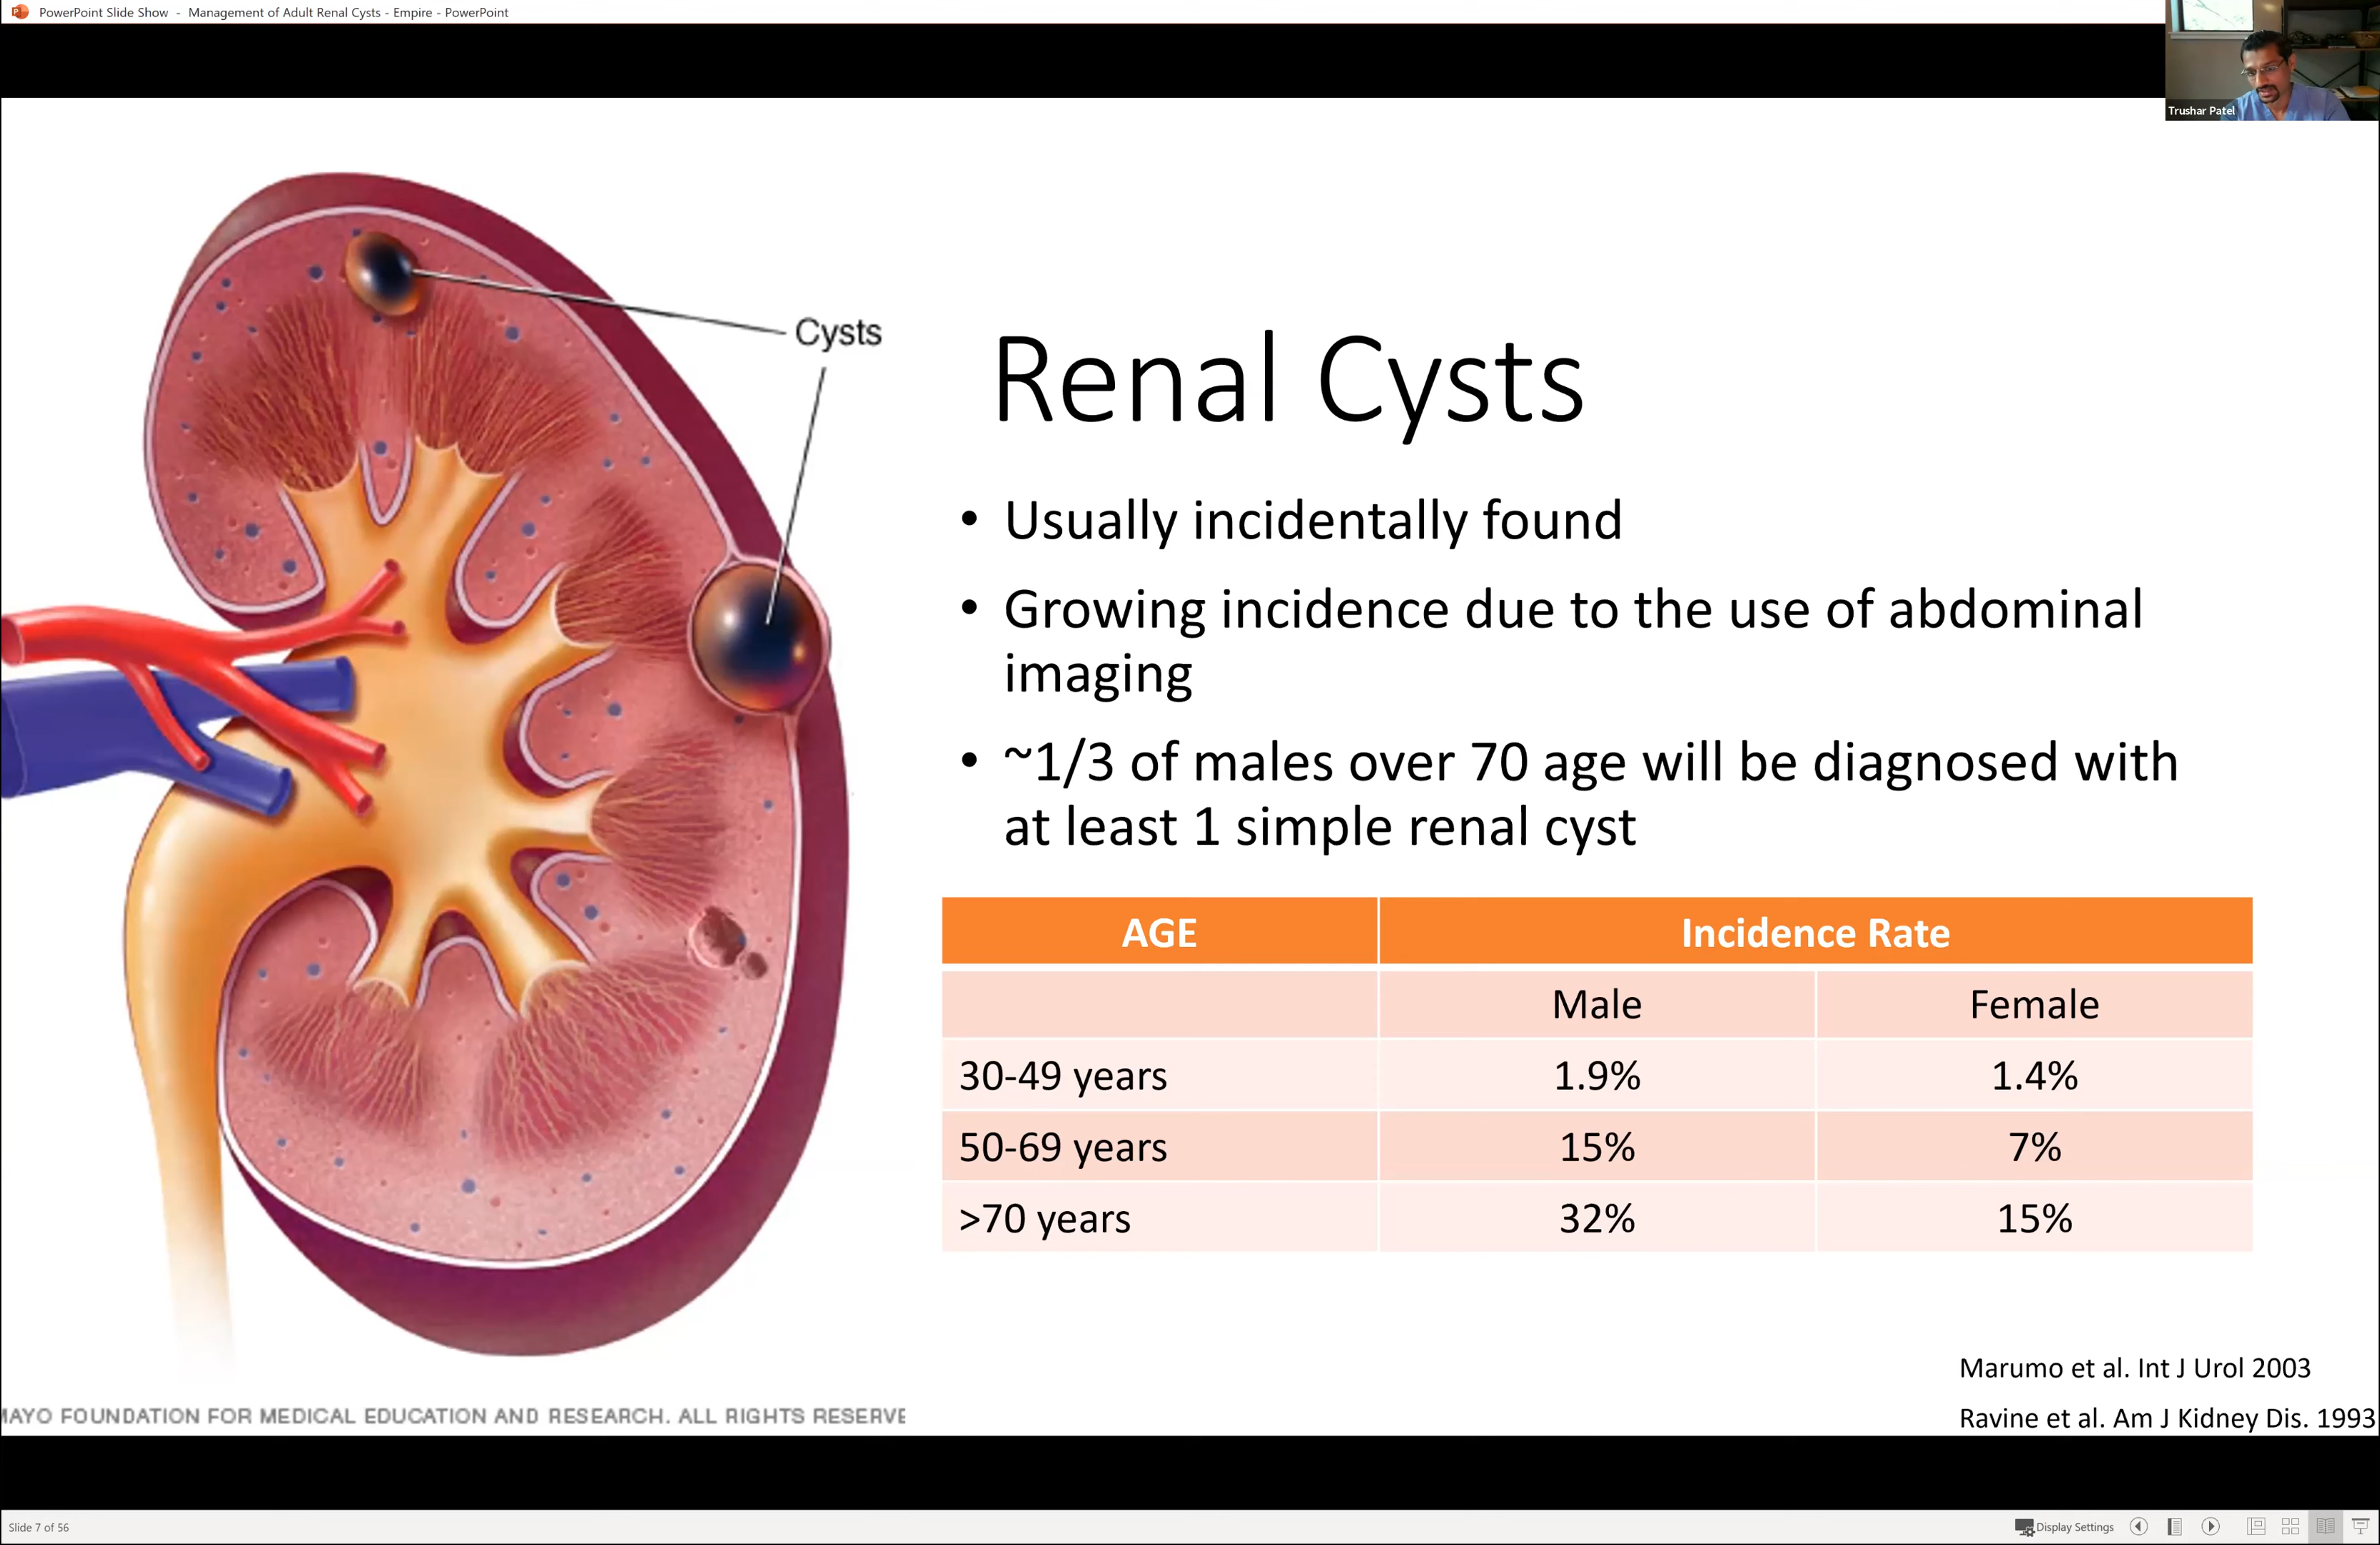 PowerPoint Slide Show - Management of Adult Renal Cysts - Empire - PowerPoint
Trushar Patel
Cysts
Renal Cysts
• Usually incidentally found
• Growing incidence due to the use of abdominal
imaging
• ~1/3 of males over 70 age will be diagnosed with
at least 1 simple renal cyst
AGE Incidence Rate
Male Female
30-49 years 1.9% 1.4%
50-69 years 15% 7%
>70 years 32% 15%
Marumo et al. Int J Urol 2003
Ravine et al. Am J Kidney Dis. 1993
FOUNDATION FOR MEDICAL EDUCATION AND RESEARCH. ALL RIGHTS
Slide 7 of 56
Display Settings